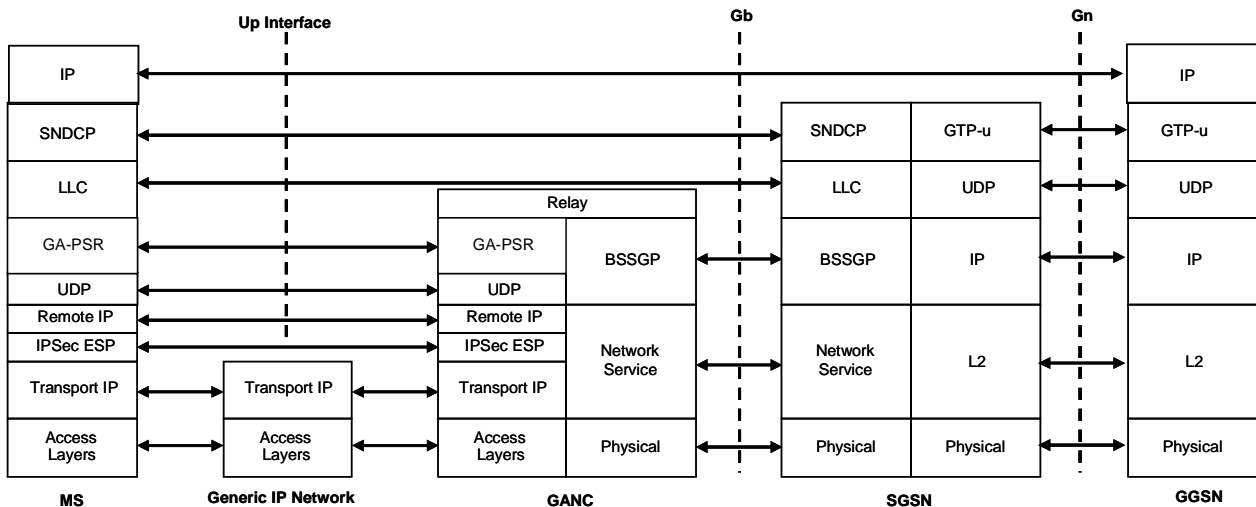 Up Interface
Gb
Gn
IP
IP
SNDCP
SNDCP
GTP-u
GTP-u
LLC
LLC
UDP
UDP
Relay
GA-PSR
GA-PSR
BSSGP
BSSGP
IP
IP
UDP
UDP
Remote IP
Remote IP
IPSec ESP
IPSec ESP
Network
Service
Network
Service
L2
L2
Transport IP
Transport IP
Transport IP
Access
Layers
Access
Layers
Access
Layers
Physical
Physical
Physical
Physical
MS
Generic IP Network
GANC
SGSN
GGSN